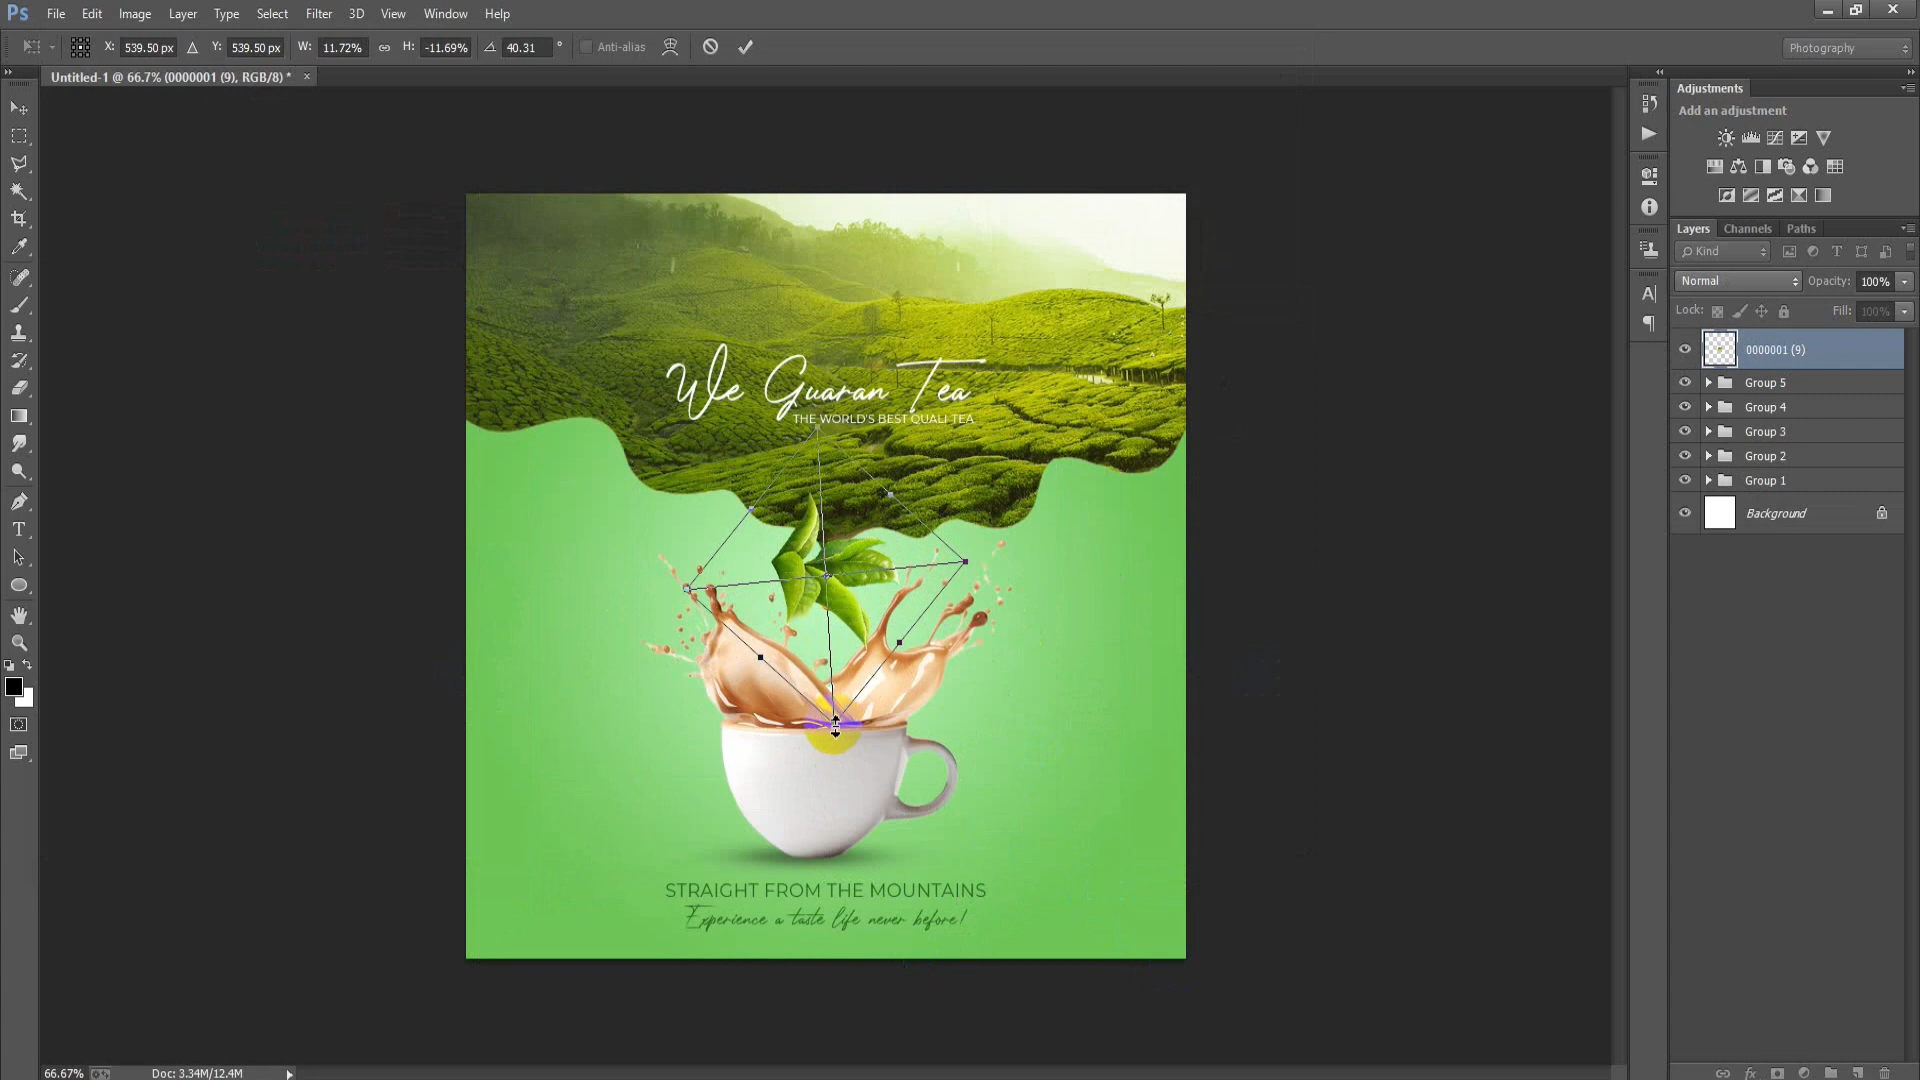 Ps File Edit Image Layer Type Select Filter 3D View Window Help
X: 539.50 px Y: 539.50 px W: 11.72% H: -11.69% 40.31 ° Anti-alias Photography
Untitled-1 @ 66.7% (0000001 (9), RGB/8) * ×
Adjustments
Add an adjustment
Layers Channels Paths
Kind
Normal Opacity: 100%
Lock: Fill: 100%
0000001 (9)
Group 5
Group 4
Group 3
Group 2
Group 1
Background
We Guaran Tea
THE WORLD'S BEST QUALI TEA
STRAIGHT FROM THE MOUNTAINS
Experience a taste life never before!
66.67% Doc: 3.34M/12.4M